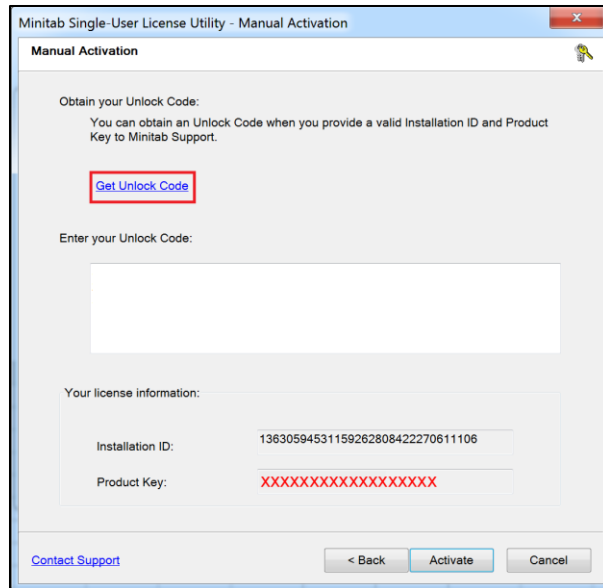 Minitab Single-User License Utility - Manual Activation
x
Manual Activation
Obtain your Unlock Code:
You can obtain an Unlock Code when you provide a valid Installation ID and Product
Key to Minitab Support.
Get Unlock Code
Enter your Unlock Code:
Your license information:
Installation ID:
13630594531159262808422270611106
Product Key:
XXXXXXXXXXXXXXXXXX
Contact Support
< Back
Activate
Cancel